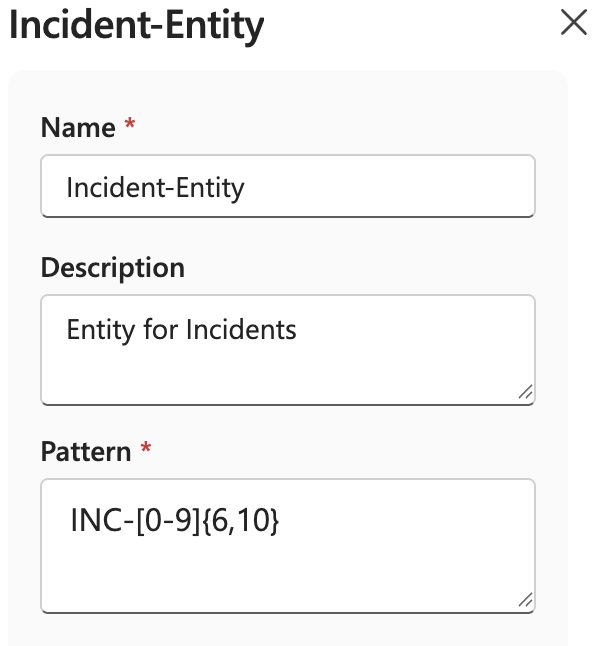 Incident-Entity
Name *
Incident-Entity
Description
Entity for Incidents
Pattern *
INC-[0-9]{6,10}